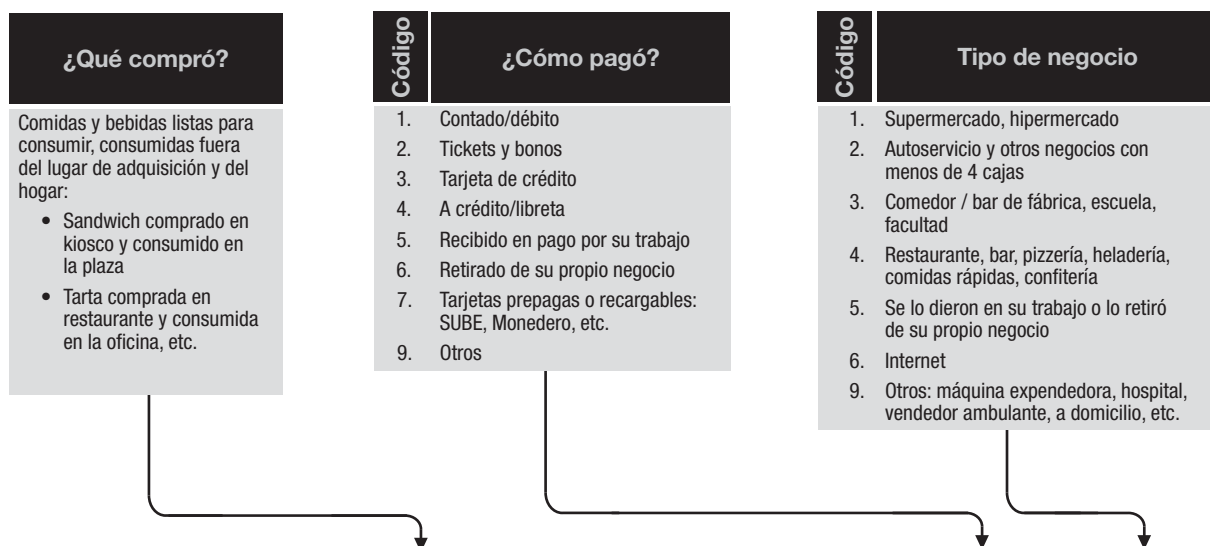 ¿Qué compró?
Comidas y bebidas listas para
consumir, consumidas fuera
del lugar de adquisición y del
hogar:
• Sandwich comprado en
kiosco y consumido en
la plaza
• Tarta comprada en
restaurante y consumida
en la oficina, etc.
Código
¿Cómo pagó?
1. Contado/débito
2. Tickets y bonos
3. Tarjeta de crédito
4. A crédito/libreta
5. Recibido en pago por su trabajo
6. Retirado de su propio negocio
7. Tarjetas prepagas o recargables:
SUBE, Monedero, etc.
9. Otros
Código
Tipo de negocio
1. Supermercado, hipermercado
2. Autoservicio y otros negocios con
menos de 4 cajas
3. Comedor / bar de fábrica, escuela,
facultad
4. Restaurante, bar, pizzería, heladería,
comidas rápidas, confitería
5. Se lo dieron en su trabajo o lo retiró
de su propio negocio
6. Internet
9. Otros: máquina expendedora, hospital,
vendedor ambulante, a domicilio, etc.